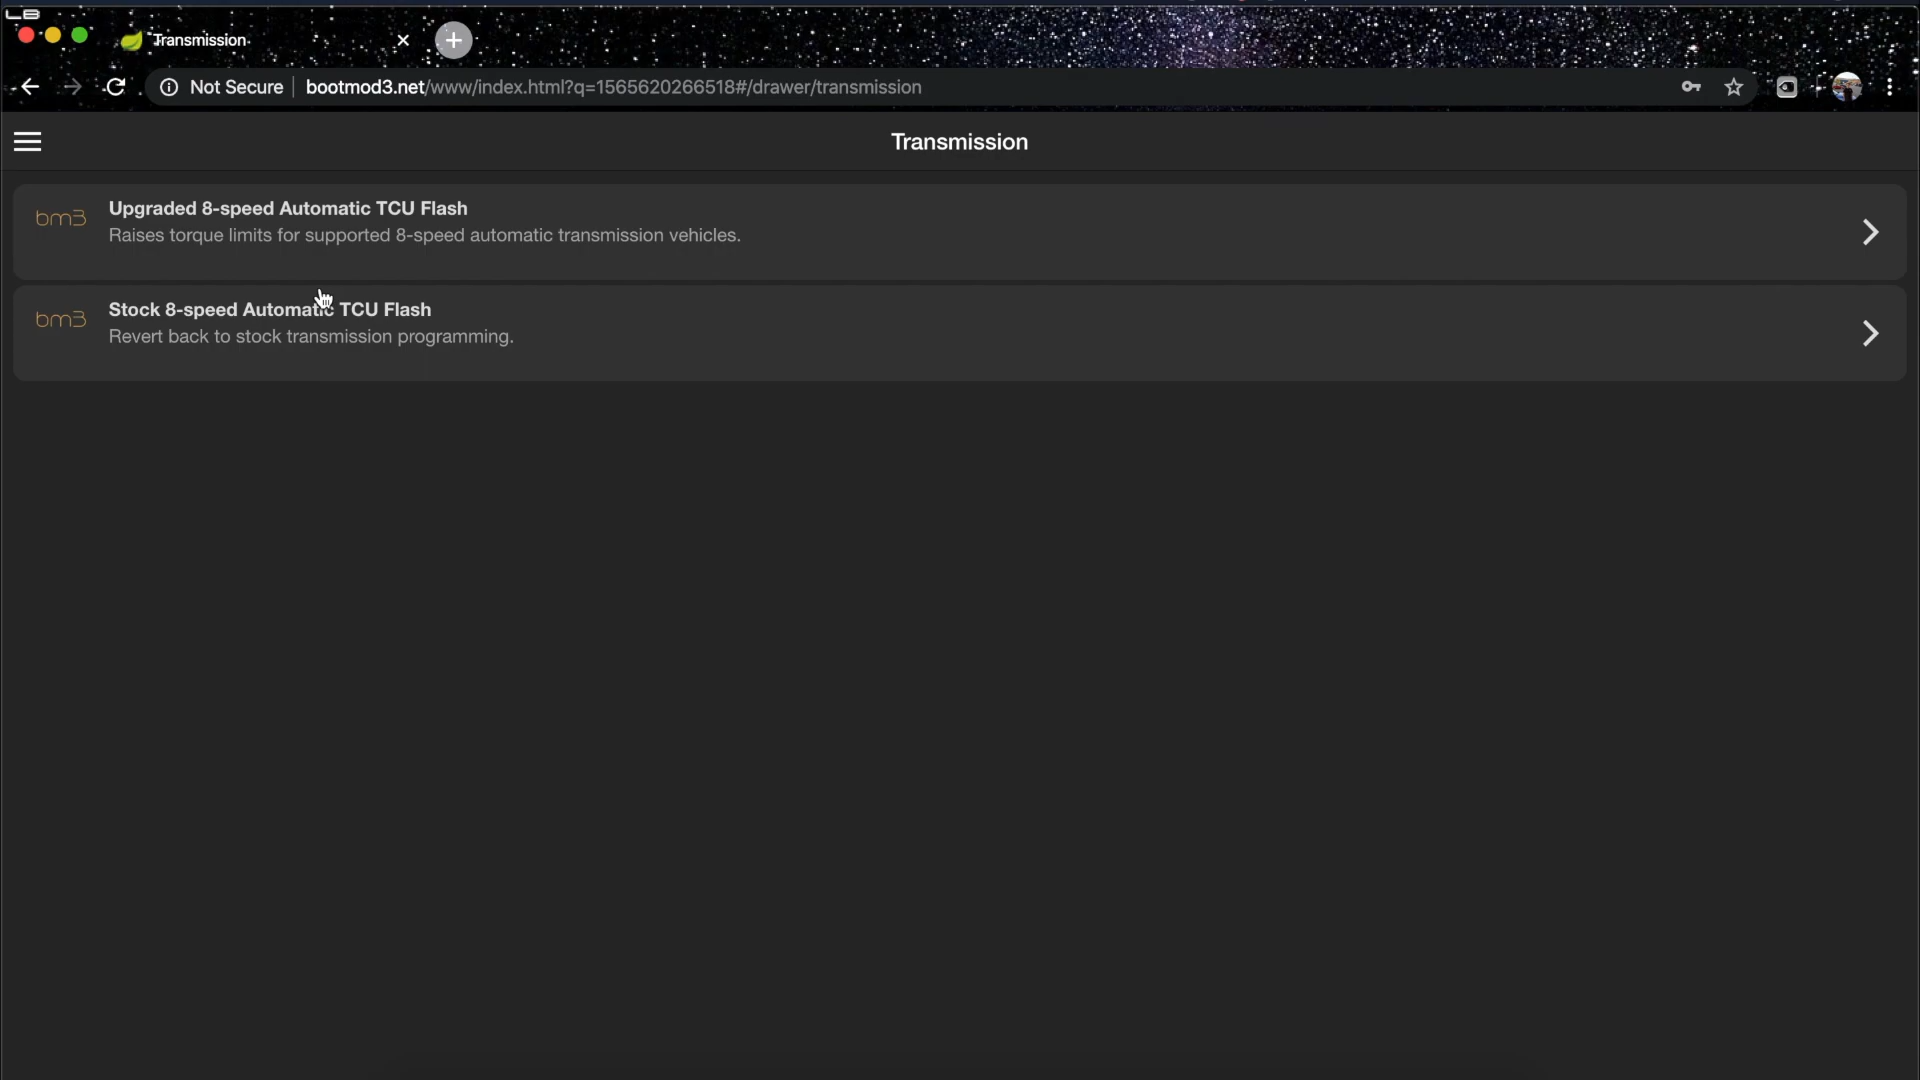 Transmission
Not Secure bootmod3.net/www/index.html?q=1565620266518#/drawer/transmission
Transmission
bm3
Upgraded 8-speed Automatic TCU Flash
Raises torque limits for supported 8-speed automatic transmission vehicles.
bm3
Stock 8-speed Automatic TCU Flash
Revert back to stock transmission programming.